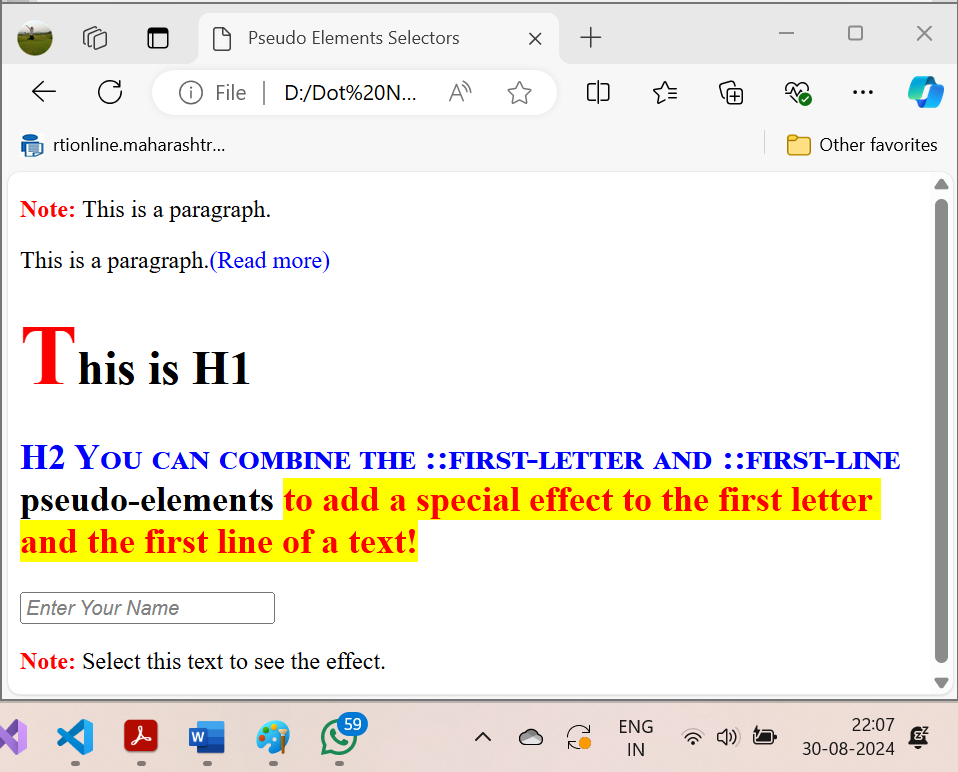 Pseudo Elements Selectors
File
D:/Dot%20N...
rtionline.maharashtr...
Other favorites
Note: This is a paragraph.
This is a paragraph.(Read more)
This is H1
H2 You can combine the ::first-letter and ::first-line
pseudo-elements to add a special effect to the first letter
and the first line of a text!
Enter Your Name
Note: Select this text to see the effect.
59
W
ENG
IN
22:07
30-08-2024